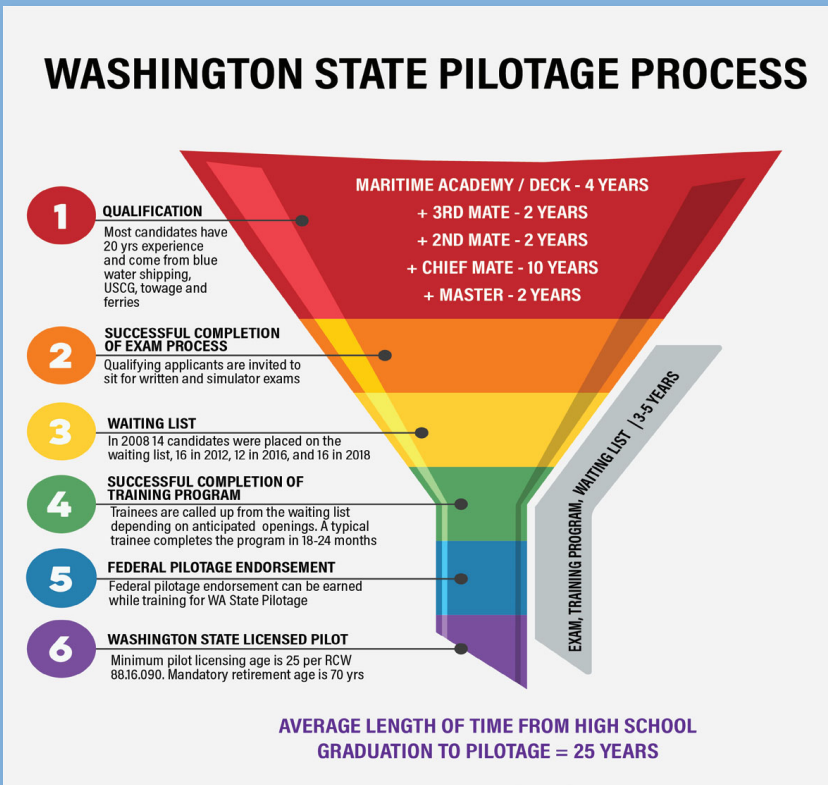 WASHINGTON STATE PILOTAGE PROCESS
MARITIME ACADEMY / DECK - 4 YEARS
+ 3RD MATE - 2 YEARS
+ 2ND MATE - 2 YEARS
+ CHIEF MATE - 10 YEARS
+ MASTER - 2 YEARS
1
QUALIFICATION
Most candidates have
20 yrs experience
and come from blue
water shipping,
USCG, towage and
ferries
2
SUCCESSFUL COMPLETION
OF EXAM PROCESS
Qualifying applicants are invited to
sit for written and simulator exams
3
WAITING LIST
In 2008 14 candidates were placed on the
waiting list, 16 in 2012, 12 in 2016, and 16 in 2018
4
SUCCESSFUL COMPLETION OF
TRAINING PROGRAM
Trainees are called up from the waiting list
depending on anticipated openings. A typical
trainee completes the program in 18-24 months
5
FEDERAL PILOTAGE ENDORSEMENT
Federal pilotage endorsement can be earned
while training for WA State Pilotage
6
WASHINGTON STATE LICENSED PILOT
Minimum pilot licensing age is 25 per RCW
88.16.090. Mandatory retirement age is 70 yrs
EXAM, TRAINING PROGRAM, WAITING LIST | 3-5 YEARS
AVERAGE LENGTH OF TIME FROM HIGH SCHOOL
GRADUATION TO PILOTAGE = 25 YEARS